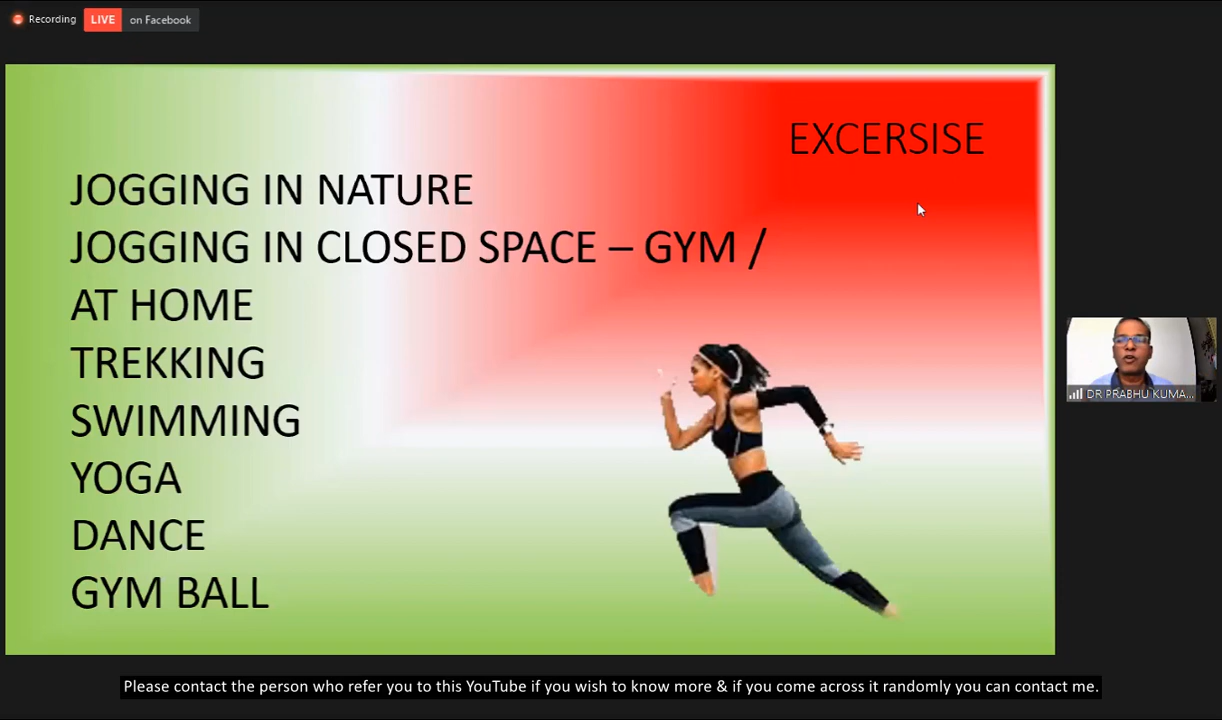 Recording LIVE on Facebook
EXCERSISE
JOGGING IN NATURE
JOGGING IN CLOSED SPACE – GYM /
AT HOME
TREKKING
SWIMMING
YOGA
DANCE
GYM BALL
DR PRABHU KUMA...
Please contact the person who refer you to this YouTube if you wish to know more & if you come across it randomly you can contact me.